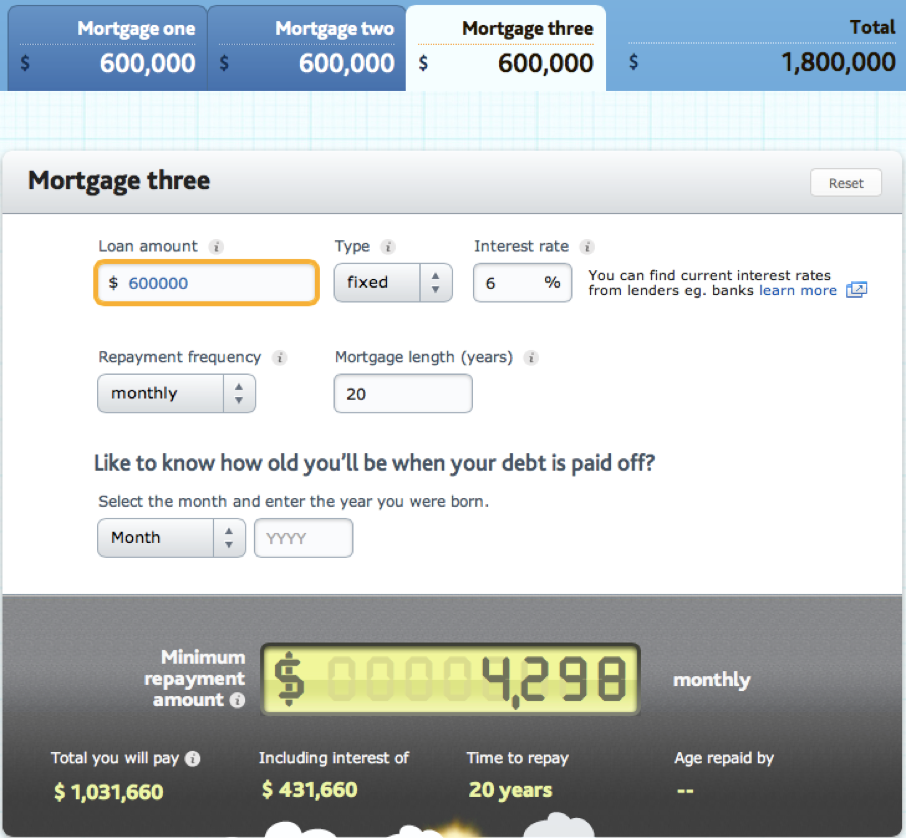 Mortgage one
$ 600,000
Mortgage two
$ 600,000
Mortgage three
$ 600,000
Total
$ 1,800,000
Mortgage three
Reset
Loan amount i
$ 600000
Type i
fixed
Interest rate i
6 %
You can find current interest rates
from lenders eg. banks learn more
Repayment frequency i
monthly
Mortgage length (years) i
20
Like to know how old you'll be when your debt is paid off?
Select the month and enter the year you were born.
Month
YYYY
Minimum
repayment
amount i
$ 4,298
monthly
Total you will pay i
$ 1,031,660
Including interest of
$ 431,660
Time to repay
20 years
Age repaid by
--